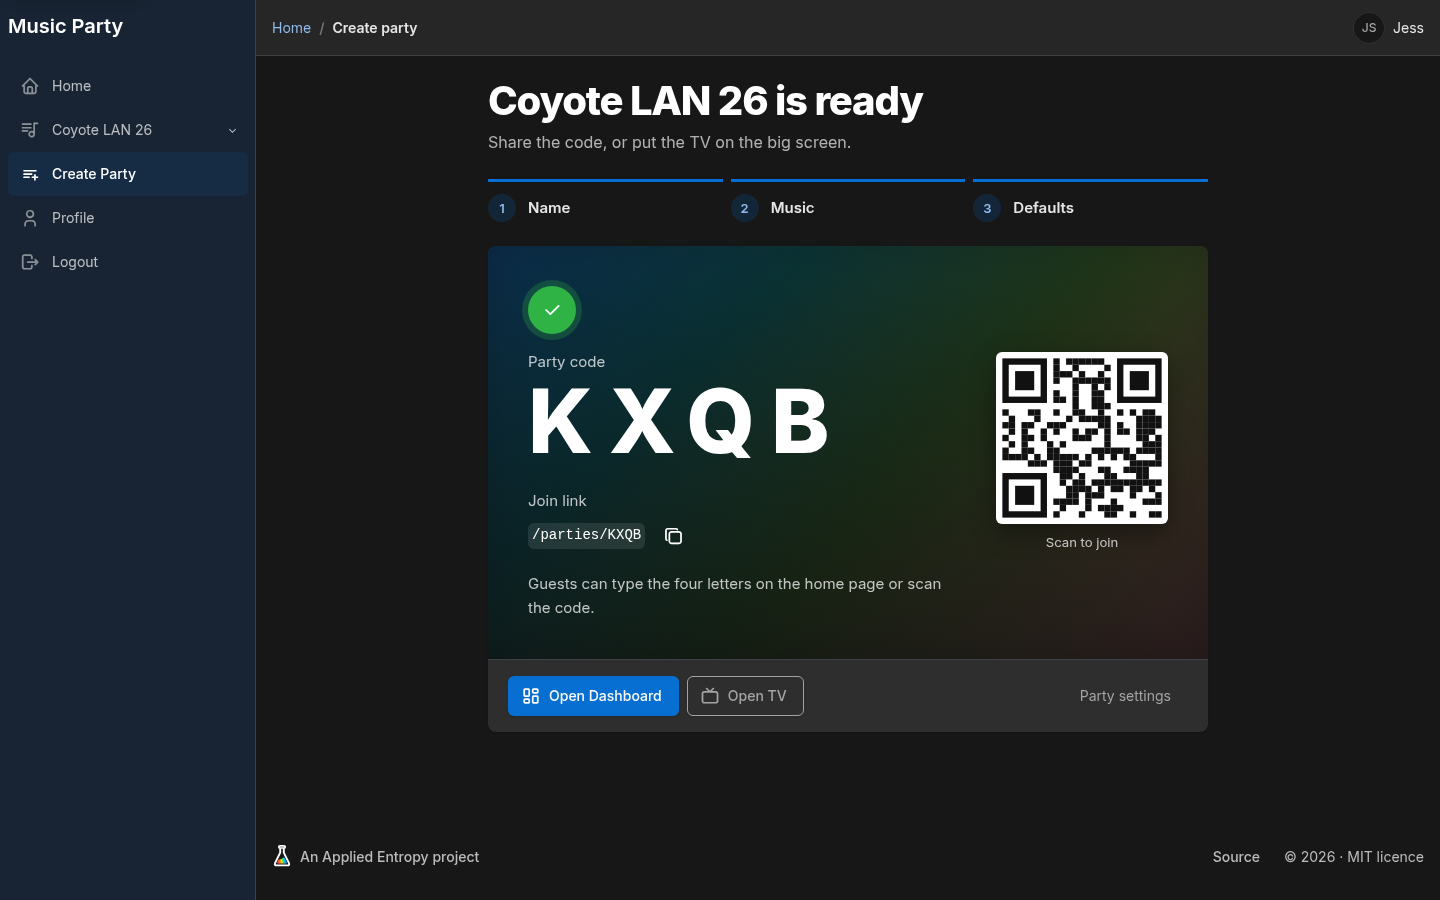 Music Party
Home / Create party
JS Jess
Home
Coyote LAN 26
Create Party
Profile
Logout
Coyote LAN 26 is ready
Share the code, or put the TV on the big screen.
1 Name
2 Music
3 Defaults
Party code
KXQB
Join link
/parties/KXQB
Guests can type the four letters on the home page or scan
the code.
Scan to join
Open Dashboard
Open TV
Party settings
An Applied Entropy project
Source
© 2026 · MIT licence